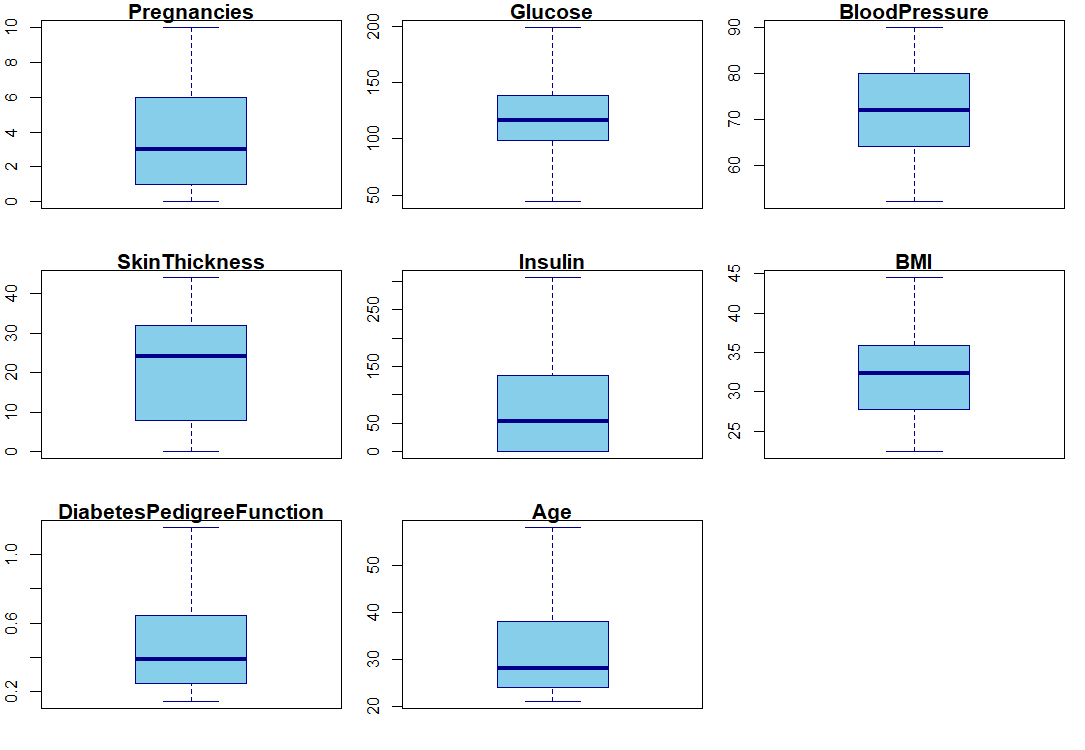 Pregnancies
0 2 4 6 8 10
Glucose
50 100 150 200
BloodPressure
60 70 80 90
SkinThickness
0 10 20 30 40
Insulin
0 50 150 250
BMI
25 30 35 40 45
DiabetesPedigreeFunction
0.2 0.6 1.0
Age
20 30 40 50